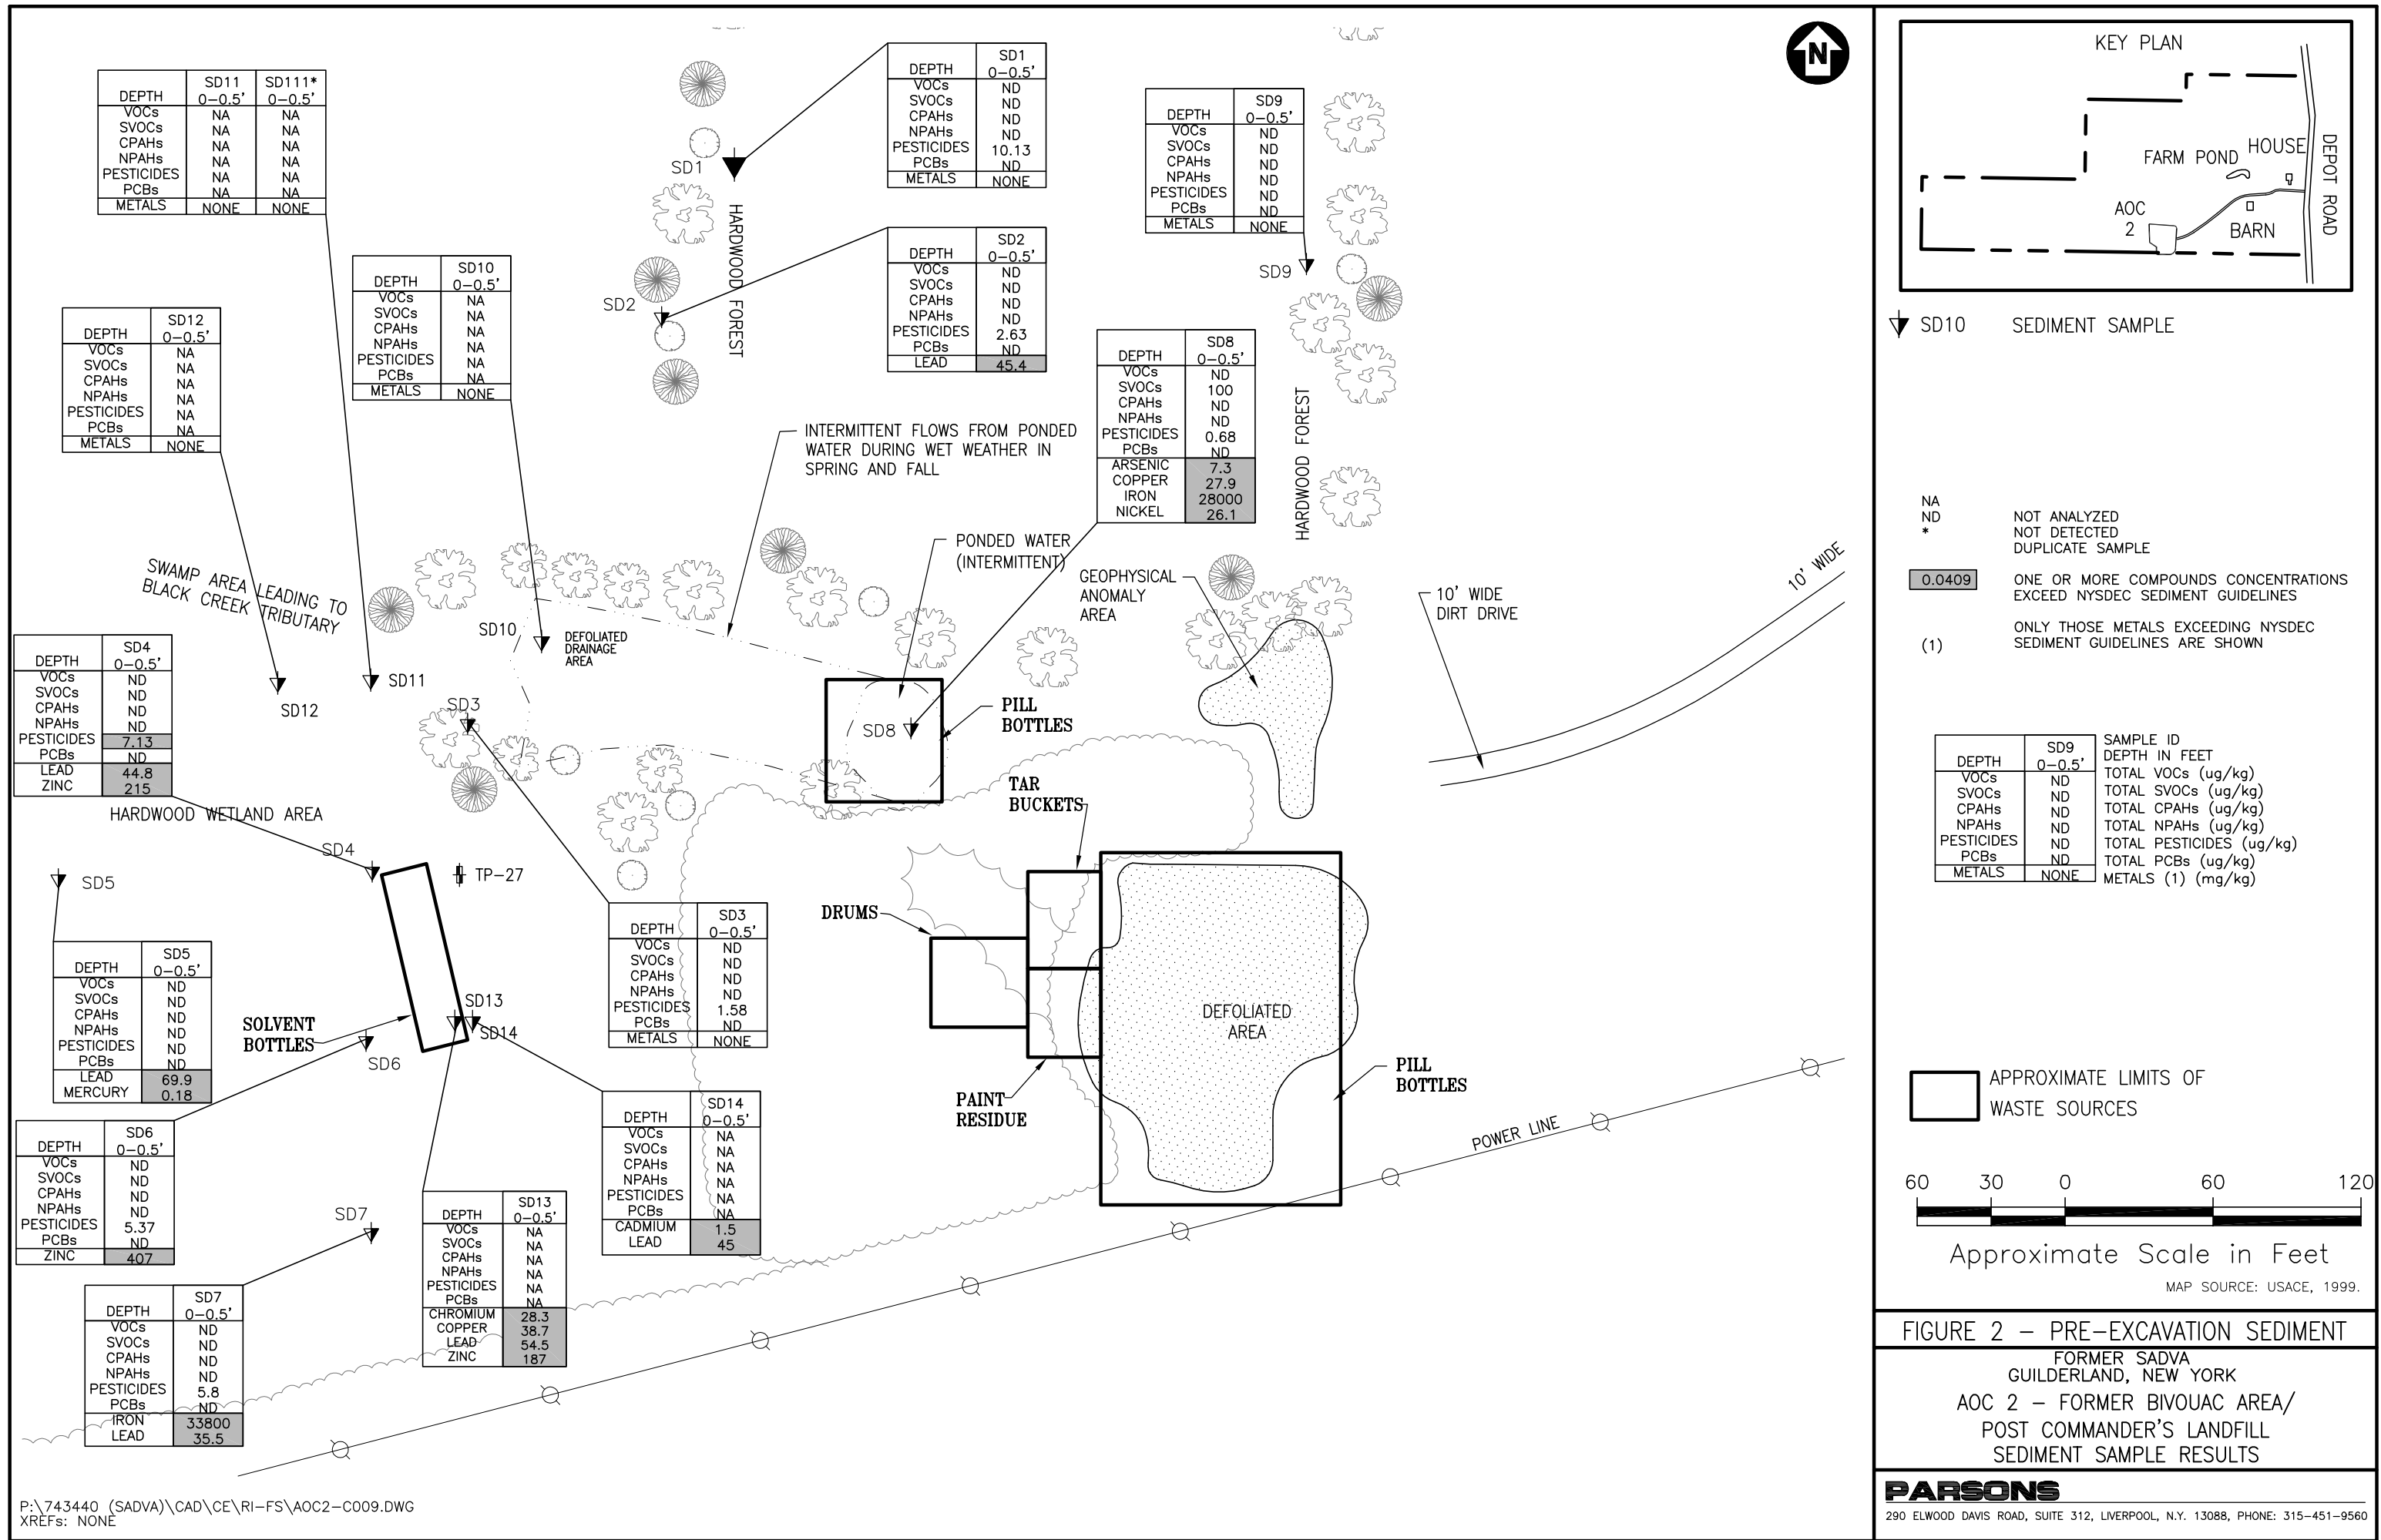 SD11 SD111*
DEPTH 0-0.5' 0-0.5'
VOCs NA NA
SVOCs NA NA
CPAHs NA NA
NPAHs NA NA
PESTICIDES NA NA
PCBs NA NA
METALS NONE NONE
SD1
DEPTH 0-0.5'
VOCs ND
SVOCs ND
CPAHs ND
NPAHs ND
PESTICIDES 10.13
PCBs ND
METALS NONE
SD9
DEPTH 0-0.5'
VOCs ND
SVOCs ND
CPAHs ND
NPAHs ND
PESTICIDES ND
PCBs ND
METALS NONE
N
SD1
HARDWOOD FOREST
SD10
DEPTH 0-0.5'
VOCs NA
SVOCs NA
CPAHs NA
NPAHs NA
PESTICIDES NA
PCBs NA
METALS NONE
SD2
SD2
DEPTH 0-0.5'
VOCs ND
SVOCs ND
CPAHs ND
NPAHs ND
PESTICIDES 2.63
PCBs ND
LEAD 45.4
SD9
SD12
DEPTH 0-0.5'
VOCs NA
SVOCs NA
CPAHs NA
NPAHs NA
PESTICIDES NA
PCBs NA
METALS NONE
SD8
DEPTH 0-0.5'
VOCs ND
SVOCs 100
CPAHs ND
NPAHs ND
PESTICIDES 0.68
PCBs ND
ARSENIC 7.3
COPPER 27.9
IRON 28000
NICKEL 26.1
INTERMITTENT FLOWS FROM PONDED
WATER DURING WET WEATHER IN
SPRING AND FALL
HARDWOOD FOREST
PONDED WATER
(INTERMITTENT)
GEOPHYSICAL
ANOMALY
AREA
10' WIDE
DIRT DRIVE
10' WIDE
SWAMP AREA LEADING TO
BLACK CREEK TRIBUTARY
SD10
DEFOLIATED
DRAINAGE
AREA
SD4
DEPTH 0-0.5'
VOCs ND
SVOCs ND
CPAHs ND
NPAHs ND
PESTICIDES 7.13
PCBs ND
LEAD 44.8
ZINC 215
SD12
SD11
SD3
SD8
PILL
BOTTLES
HARDWOOD WETLAND AREA
TAR
BUCKETS
SD4
TP-27
SD5
DRUMS
SD3
DEPTH 0-0.5'
VOCs ND
SVOCs ND
CPAHs ND
NPAHs ND
PESTICIDES 1.58
PCBs ND
METALS NONE
SD5
DEPTH 0-0.5'
VOCs ND
SVOCs ND
CPAHs ND
NPAHs ND
PESTICIDES ND
PCBs ND
LEAD 69.9
MERCURY 0.18
SOLVENT
BOTTLES
SD13
SD14
SD6
DEFOLIATED
AREA
PAINT
RESIDUE
PILL
BOTTLES
SD14
DEPTH 0-0.5'
VOCs NA
SVOCs NA
CPAHs NA
NPAHs NA
PESTICIDES NA
PCBs NA
CADMIUM 1.5
LEAD 45
POWER LINE
SD6
DEPTH 0-0.5'
VOCs ND
SVOCs ND
CPAHs ND
NPAHs ND
PESTICIDES 5.37
PCBs ND
ZINC 407
SD7
SD13
DEPTH 0-0.5'
VOCs NA
SVOCs NA
CPAHs NA
NPAHs NA
PESTICIDES NA
PCBs NA
CHROMIUM 28.3
COPPER 38.7
LEAD 54.5
ZINC 187
SD7
DEPTH 0-0.5'
VOCs ND
SVOCs ND
CPAHs ND
NPAHs ND
PESTICIDES 5.8
PCBs ND
IRON 33800
LEAD 35.5
P:\743440 (SADVA)\CAD\CE\RI-FS\AOC2-C009.DWG
XREFs: NONE
KEY PLAN
HOUSE
FARM POND
DEPOT ROAD
AOC
2
BARN
SD10 SEDIMENT SAMPLE
NA
ND NOT ANALYZED
* NOT DETECTED
DUPLICATE SAMPLE
0.0409 ONE OR MORE COMPOUNDS CONCENTRATIONS
EXCEED NYSDEC SEDIMENT GUIDELINES
ONLY THOSE METALS EXCEEDING NYSDEC
(1) SEDIMENT GUIDELINES ARE SHOWN
SD9 SAMPLE ID
DEPTH 0-0.5' DEPTH IN FEET
VOCs ND TOTAL VOCs (ug/kg)
SVOCs ND TOTAL SVOCs (ug/kg)
CPAHs ND TOTAL CPAHs (ug/kg)
NPAHs ND TOTAL NPAHs (ug/kg)
PESTICIDES ND TOTAL PESTICIDES (ug/kg)
PCBs ND TOTAL PCBs (ug/kg)
METALS NONE METALS (1) (mg/kg)
APPROXIMATE LIMITS OF
WASTE SOURCES
60 30 0 60 120
Approximate Scale in Feet
MAP SOURCE: USACE, 1999.
FIGURE 2 - PRE-EXCAVATION SEDIMENT
FORMER SADVA
GUILDERLAND, NEW YORK
AOC 2 - FORMER BIVOUAC AREA/
POST COMMANDER'S LANDFILL
SEDIMENT SAMPLE RESULTS
PARSONS
290 ELWOOD DAVIS ROAD, SUITE 312, LIVERPOOL, N.Y. 13088, PHONE: 315-451-9560